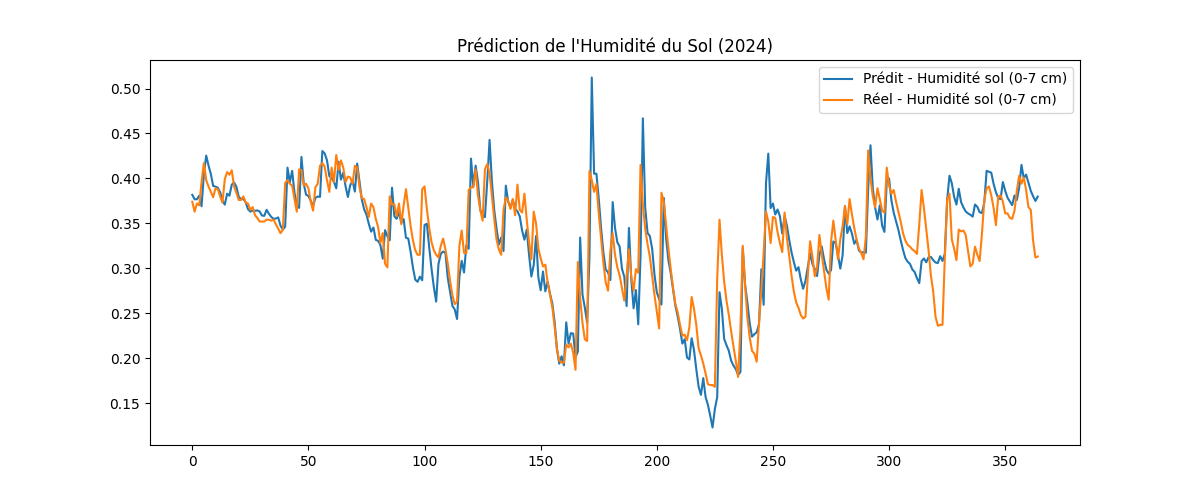 Prédiction de l'Humidité du Sol (2024)
Prédit - Humidité sol (0-7 cm)
Réel - Humidité sol (0-7 cm)
0.50
0.45
0.40
0.35
0.30
0.25
0.20
0.15
0 50 100 150 200 250 300 350